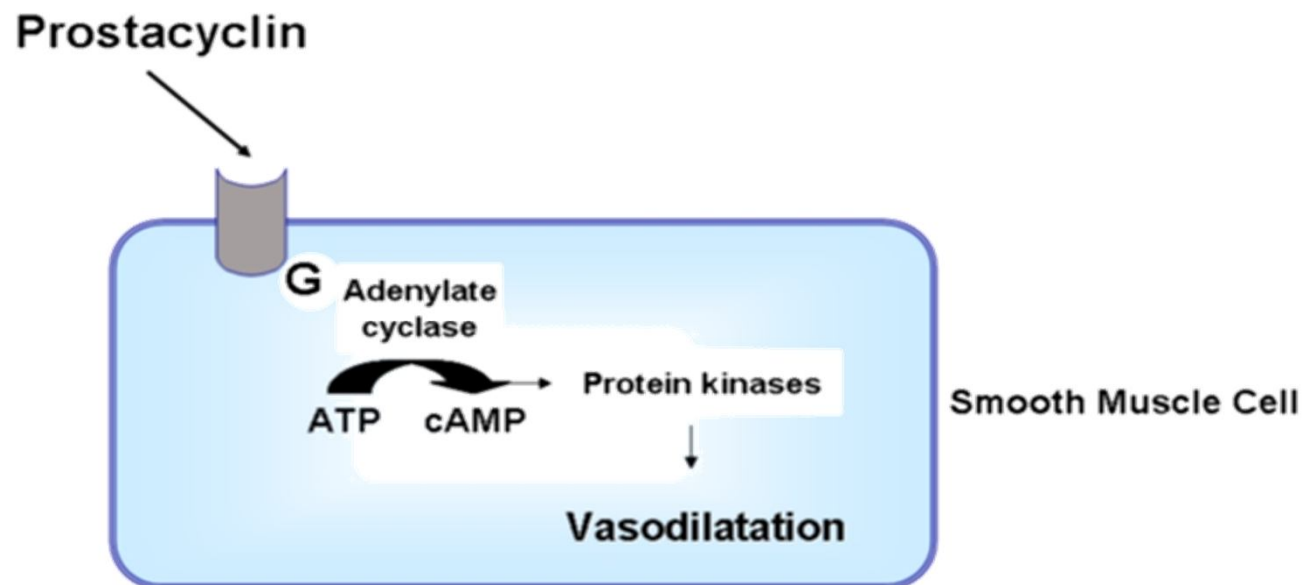 Prostacyclin
G
Adenylate
cyclase
ATP cAMP
Protein kinases
Smooth Muscle Cell
Vasodilatation